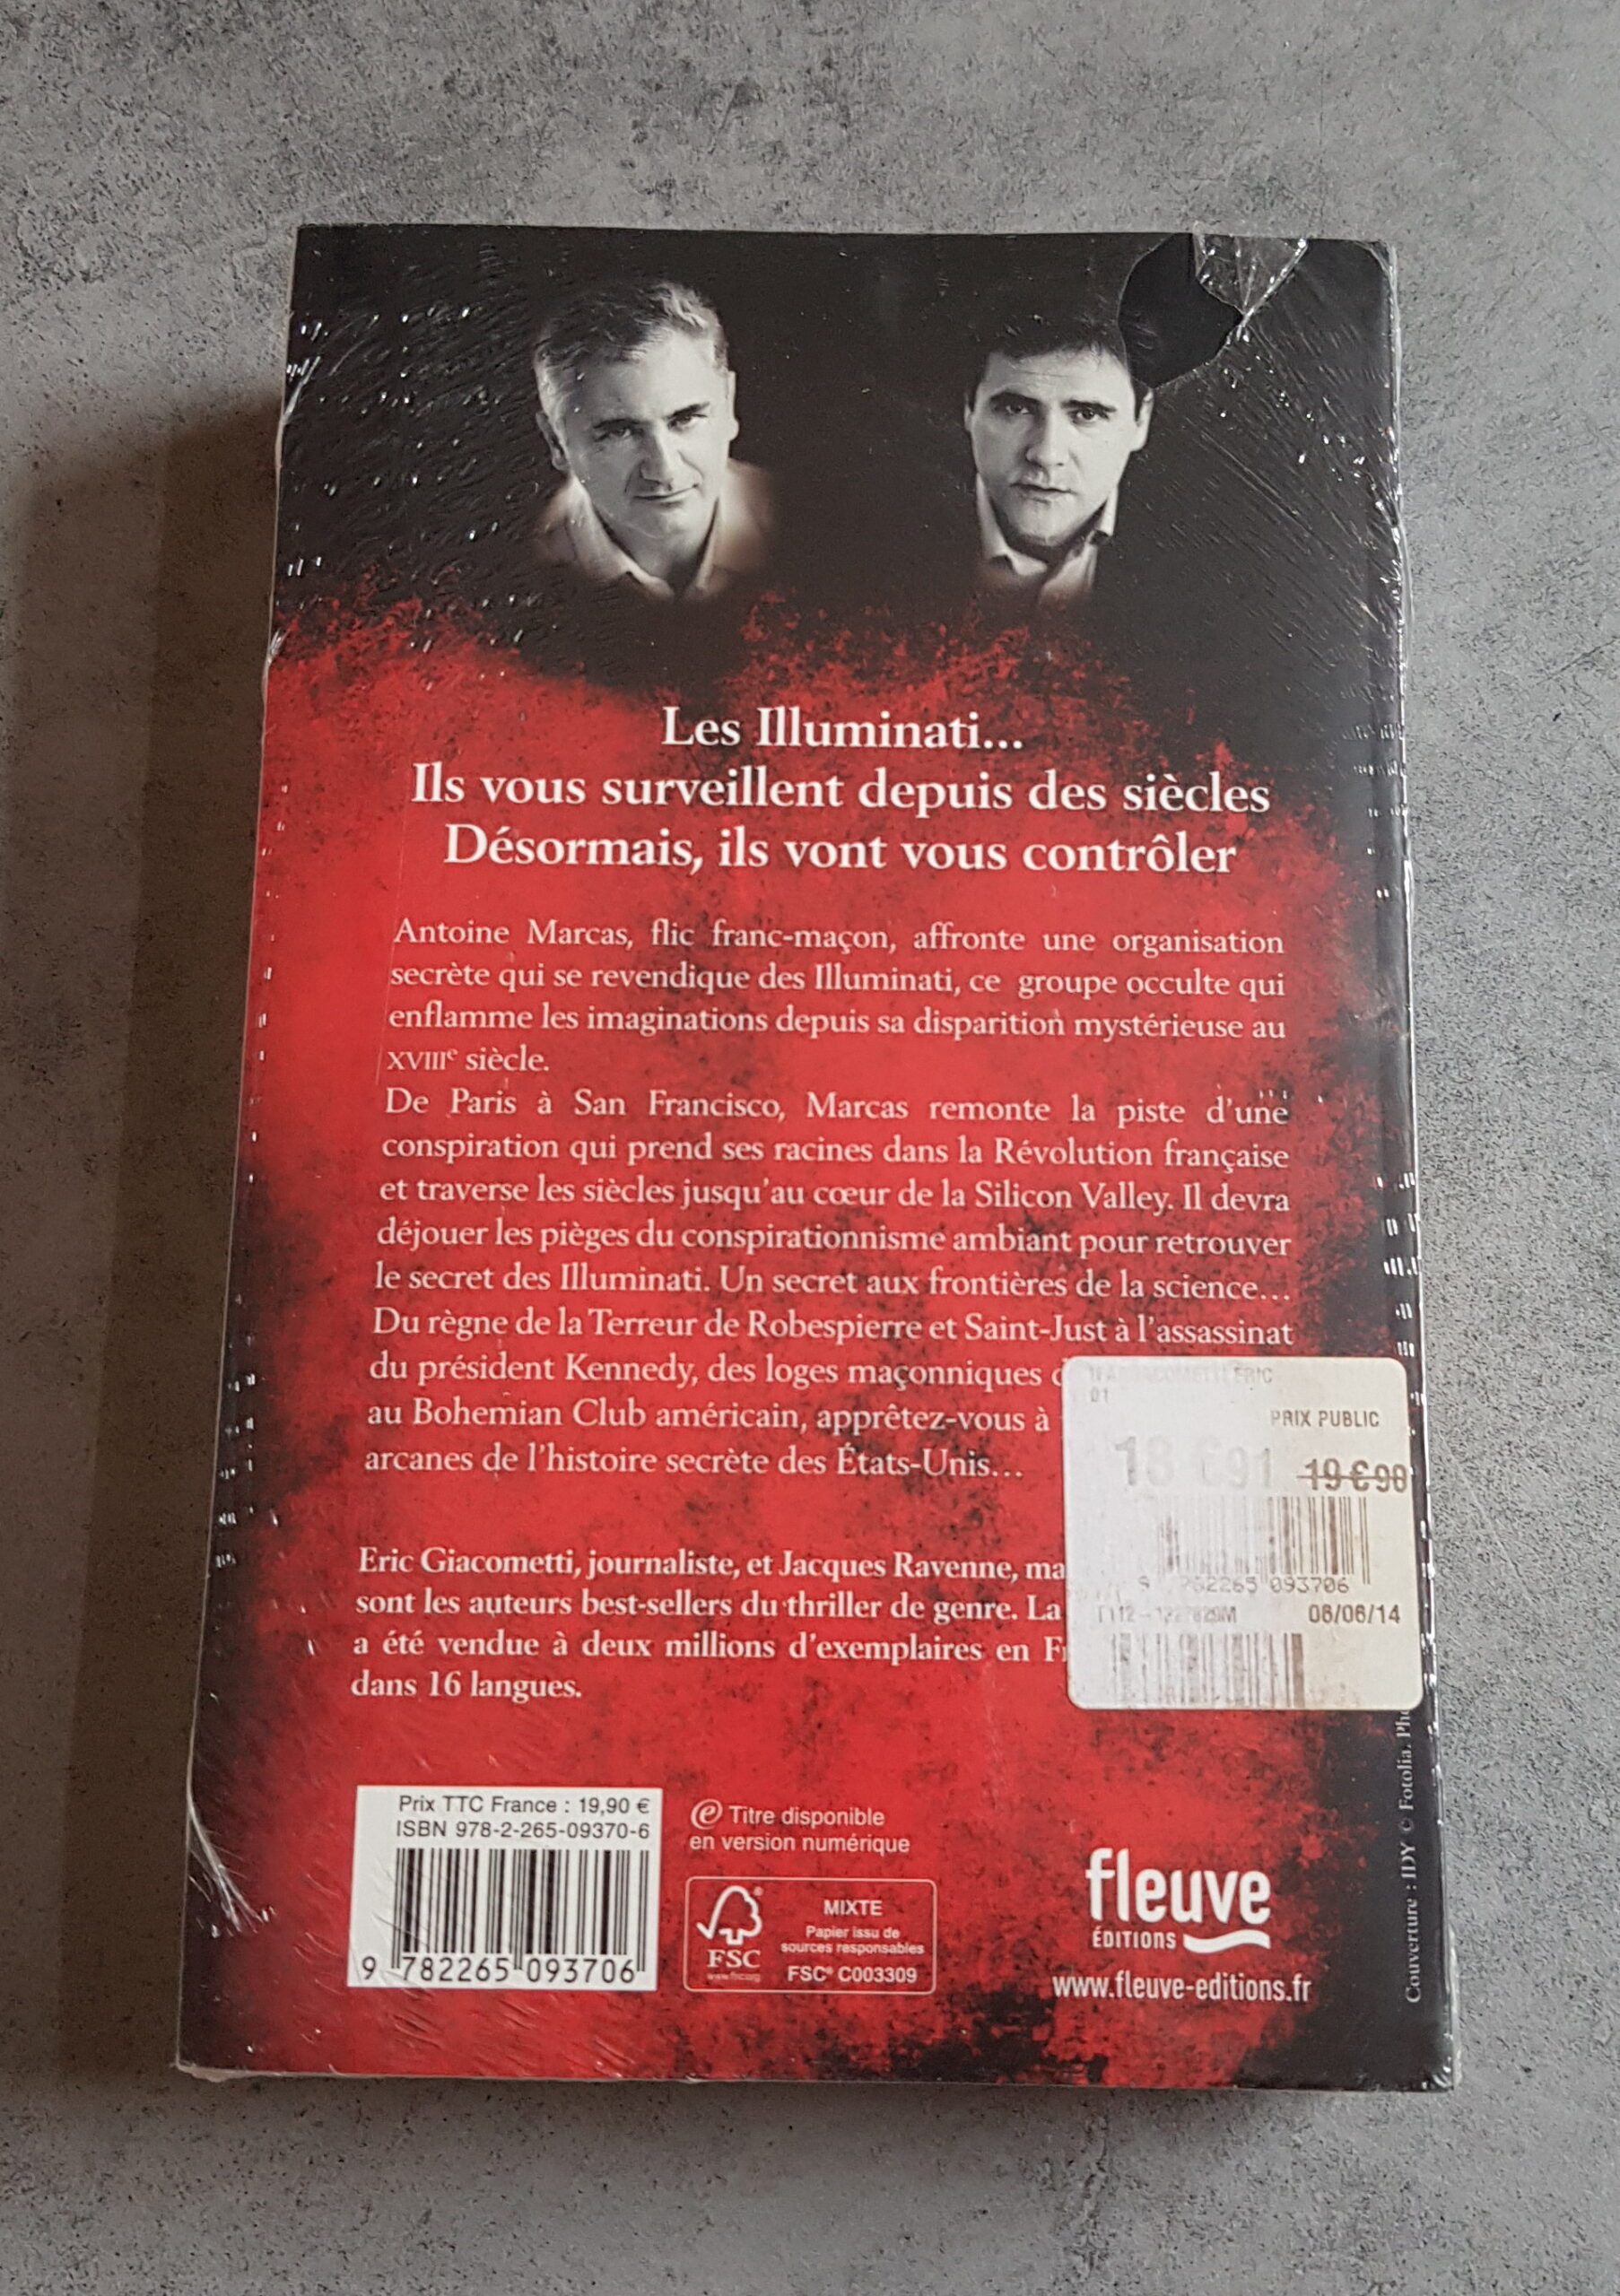 Les Illuminati...
Ils vous surveillent depuis des siècles
Désormais, ils vont vous contrôler
Antoine Marcas, flic franc-maçon, affronte une organisation
secrète qui se revendique des Illuminati, ce groupe occulte qui
enflamme les imaginations depuis sa disparition mystérieuse au
XVIIIe siècle.
De Paris à San Francisco, Marcas remonte la piste d'une
conspiration qui prend ses racines dans la Révolution française
et traverse les siècles jusqu'au cœur de la Silicon Valley. Il devra
déjouer les pièges du conspirationnisme ambiant pour retrouver
le secret des Illuminati. Un secret aux frontières de la science...
Du règne de la Terreur de Robespierre et Saint-Just à l'assassinat
du président Kennedy, des loges maçonniques
au Bohemian Club américain, apprêtez-vous à
arcanes de l'histoire secrète des États-Unis...
Eric Giacometti, journaliste, et Jacques Ravenne, ma
sont les auteurs best-sellers du thriller de genre. La
a été vendue à deux millions d'exemplaires en
dans 16 langues.
ERIC
01
PRIX PUBLIC
18 €91 19€90
9 782265 093706
06/06/14
Prix TTC France : 19,90 €
ISBN 978-2-265-09370-6
9 782265 093706
e Titre disponible
en version numérique
FSC
MIXTE
Papier issu de
sources responsables
FSC® C003309
fleuve
ÉDITIONS
www.fleuve-editions.fr
Couverture : JDY © Fotolia.